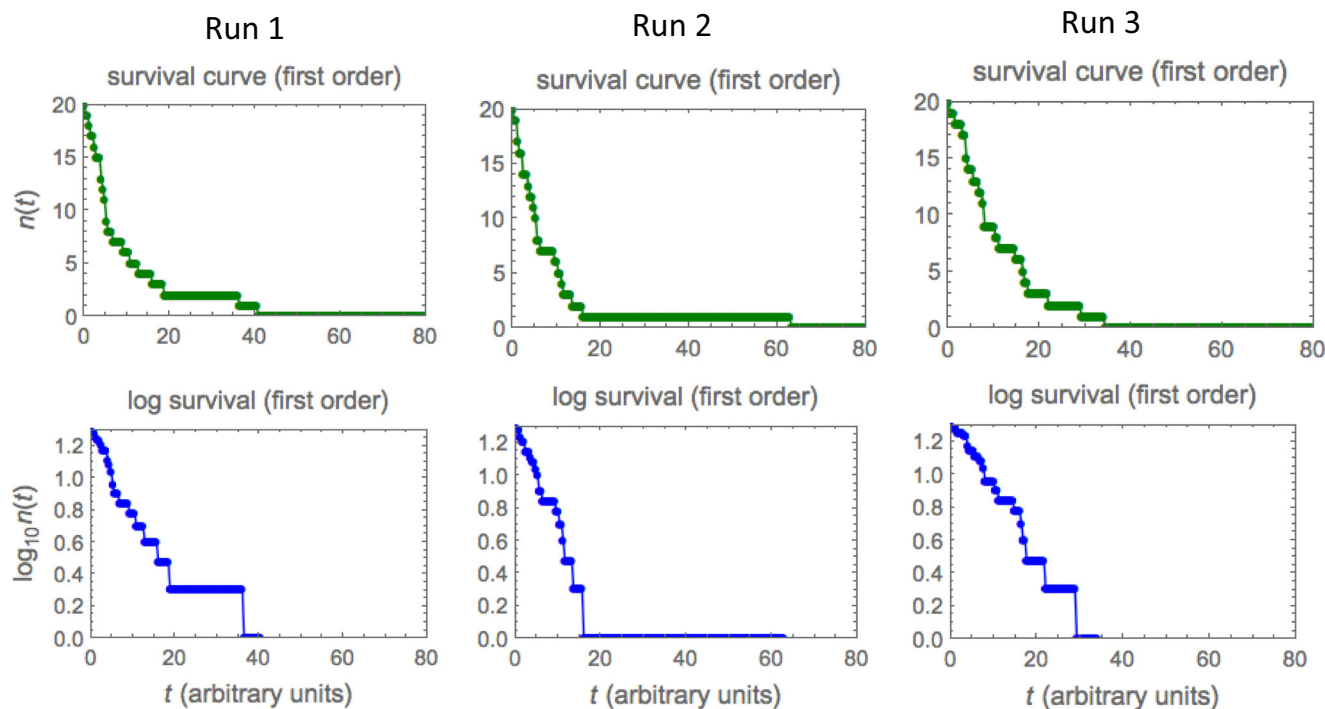 Run 1
Run 2
Run 3
survival curve (first order)
survival curve (first order)
survival curve (first order)
n(t)
20
15
10
5
0
0 20 40 60 80
20
15
10
5
0
0 20 40 60 80
20
15
10
5
0
0 20 40 60 80
log survival (first order)
log survival (first order)
log survival (first order)
log₁₀n(t)
1.2
1.0
0.8
0.6
0.4
0.2
0.0
0 20 40 60 80
1.2
1.0
0.8
0.6
0.4
0.2
0.0
0 20 40 60 80
1.2
1.0
0.8
0.6
0.4
0.2
0.0
0 20 40 60 80
t (arbitrary units)
t (arbitrary units)
t (arbitrary units)